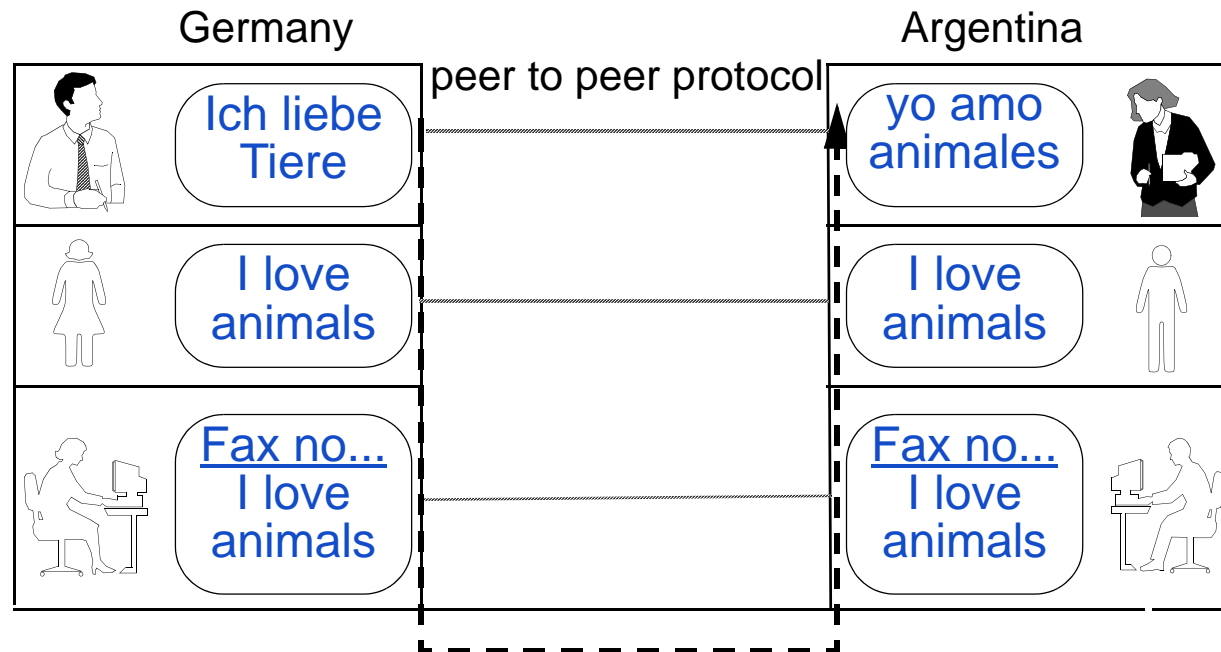 Germany
Argentina
peer to peer protocol
Ich liebe
Tiere
yo amo
animales
I love
animals
I love
animals
Fax no...
I love
animals
Fax no...
I love
animals